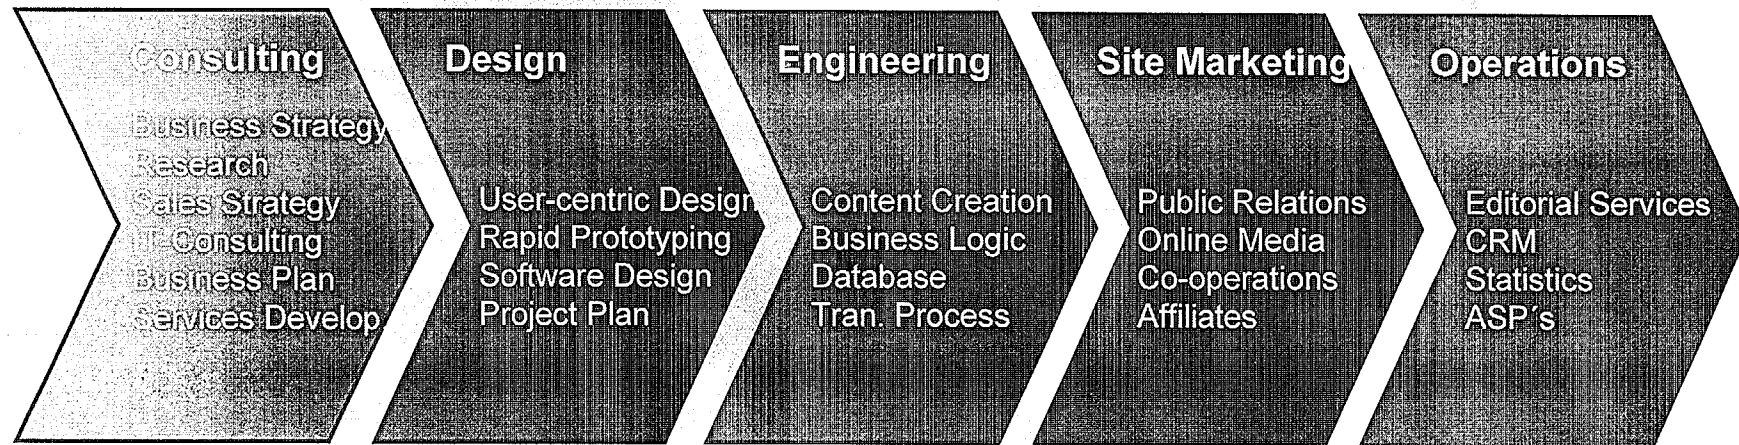 Consulting
Business Strategy
Research
Sales Strategy
IT-Consulting
Business Plan
Services Develop.
Design
User-centric Design
Rapid Prototyping
Software Design
Project Plan
Engineering
Content Creation
Business Logic
Database
Tran. Process
Site Marketing
Public Relations
Online Media
Co-operations
Affiliates
Operations
Editorial Services
CRM
Statistics
ASP´s